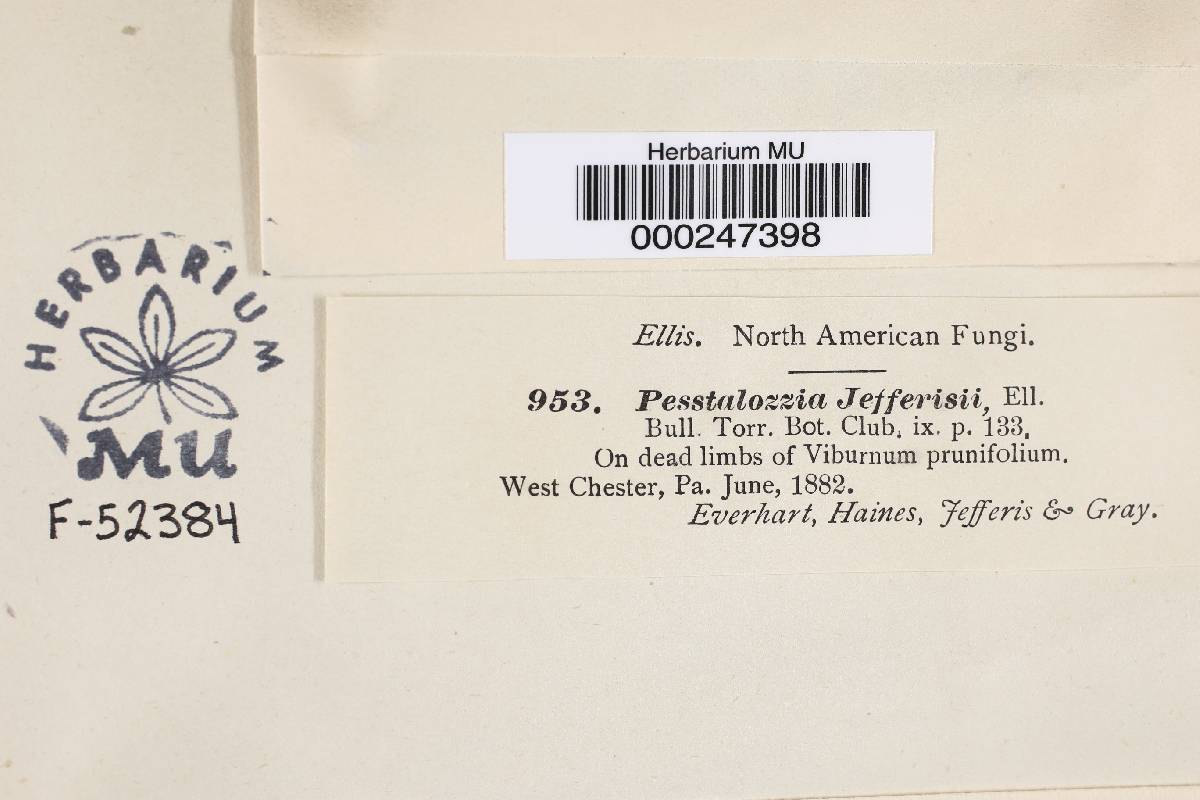 Herbarium MU
000247398
HERBARIUM
MU
F-52384
Ellis. North American Fungi.
953. Pesstalozzia Jefferisii, Ell.
Bull. Torr. Bot. Club, ix. p. 133.
On dead limbs of Viburnum prunifolium.
West Chester, Pa. June, 1882.
Everhart, Haines, Jefferis & Gray.